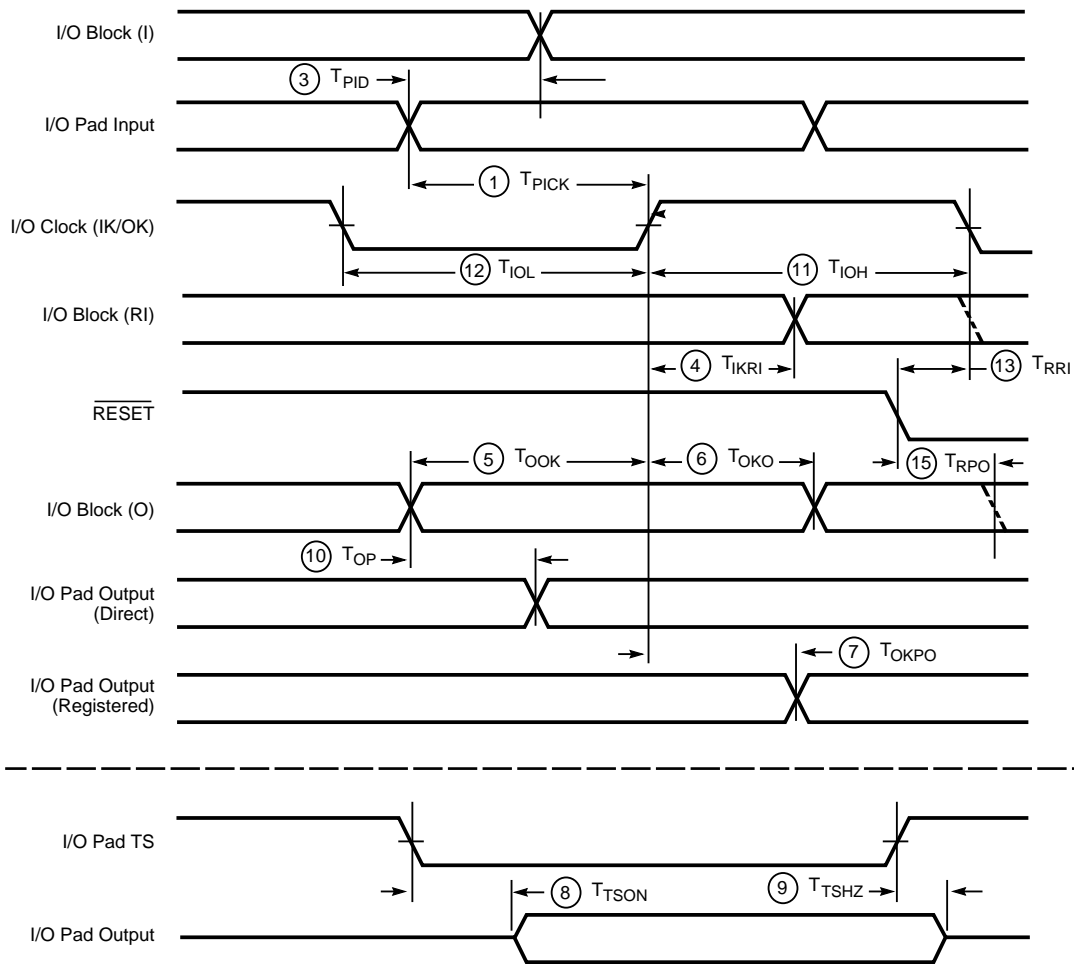 I/O Block (I)
3 TPID
I/O Pad Input
1 TPICK
I/O Clock (IK/OK)
12 TIOL
11 TIOH
I/O Block (RI)
4 TIKRI
13 TRRI
RESET
5 TOOK
6 TOKO
15 TRPO
I/O Block (O)
10 TOP
I/O Pad Output
(Direct)
7 TOKPO
I/O Pad Output
(Registered)
I/O Pad TS
8 TTSON
9 TTSHZ
I/O Pad Output